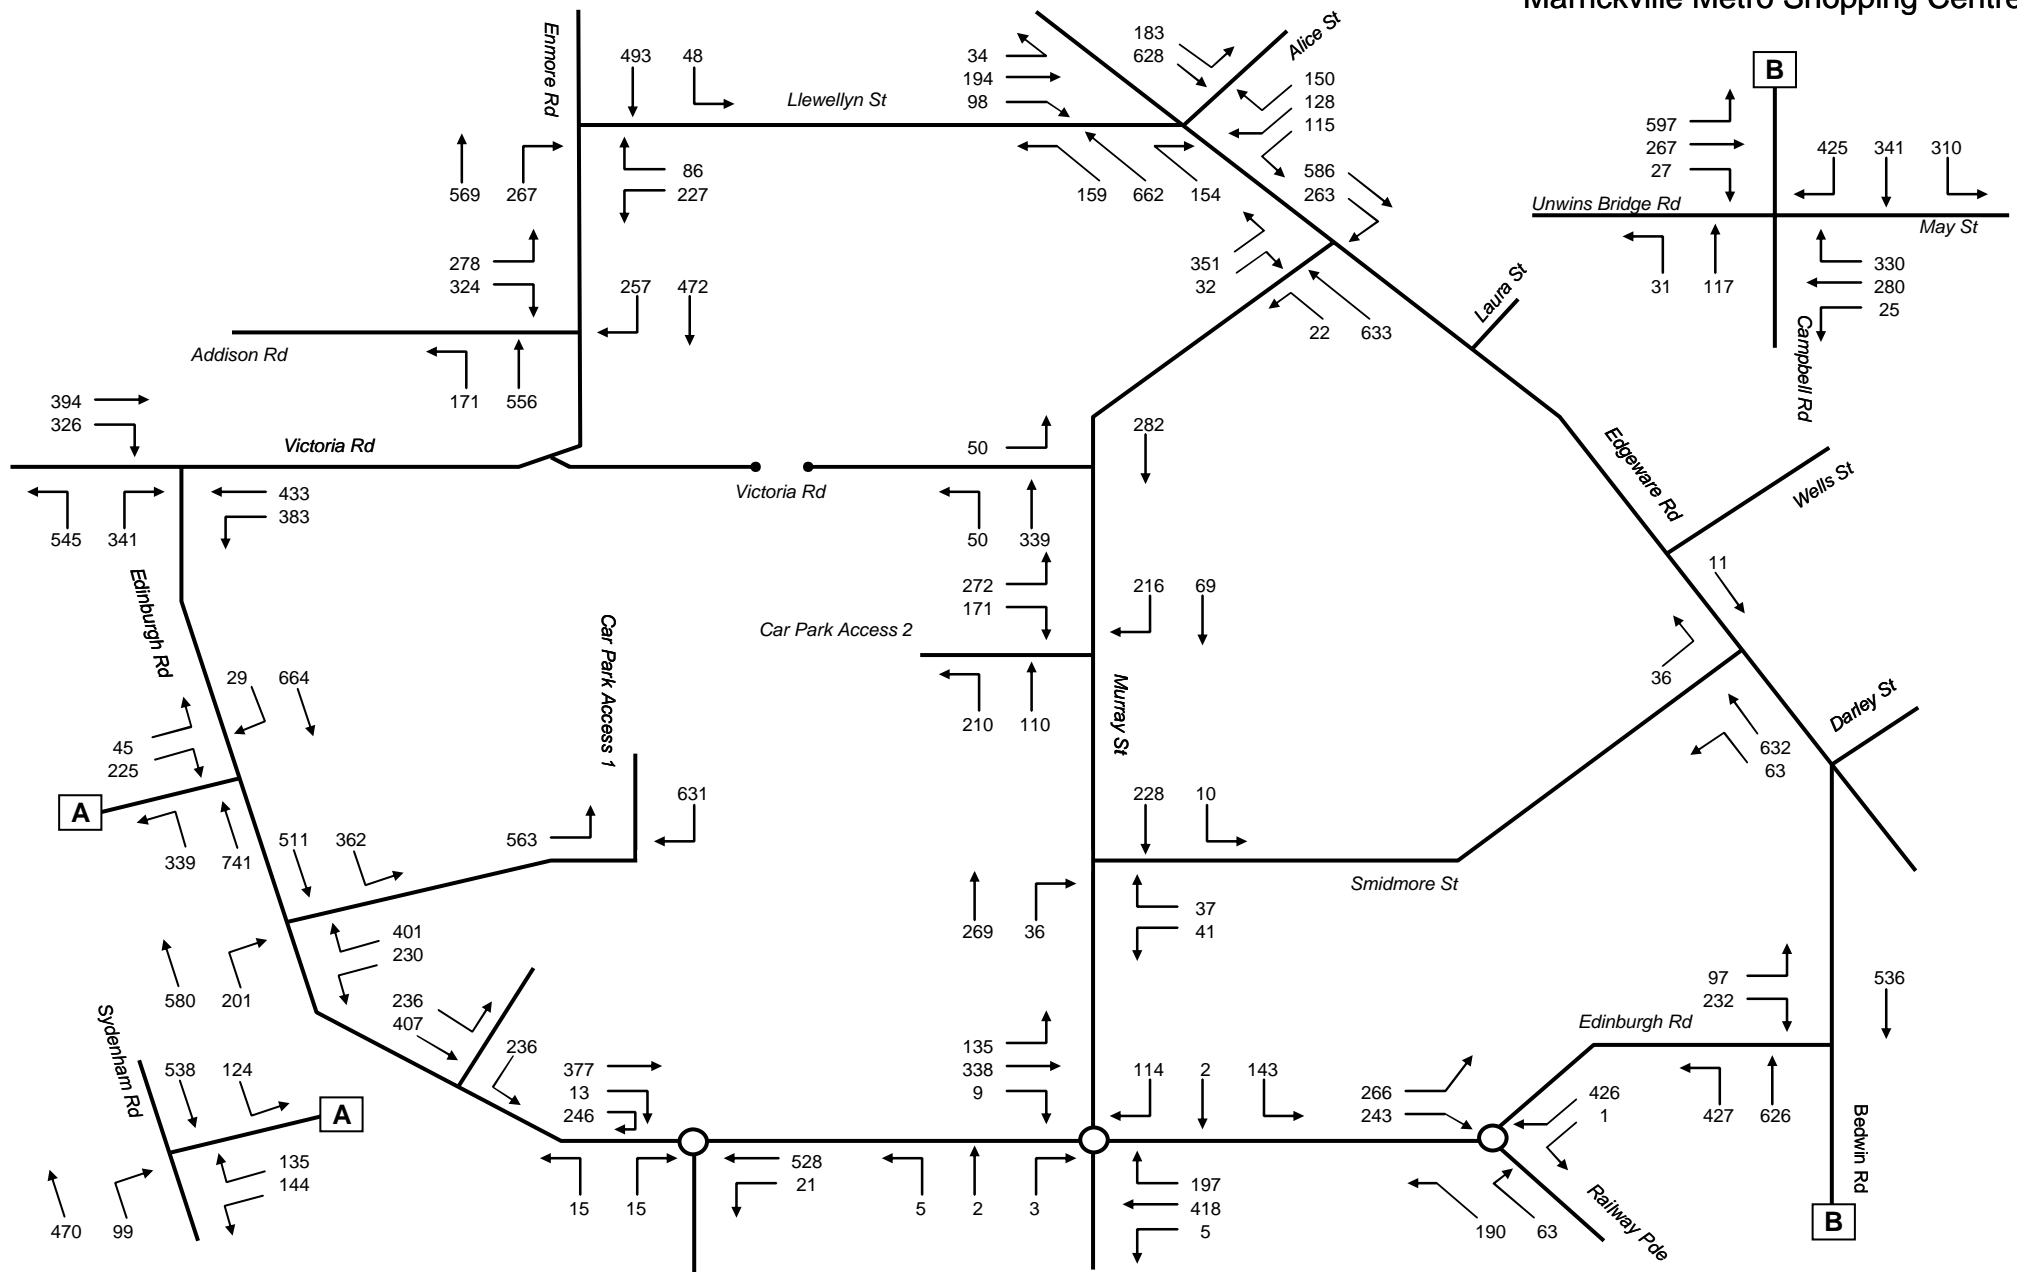 Marrickville Metro Shopping Centre
Enmore Rd
493 48
Llewellyn St
34
194
98
183
628
Alice St
150
128
115
B
597
267
27
425 341 310
Unwins Bridge Rd
May St
31 117
330
280
25
Campbell Rd
569 267
86
227
159 662 154
586
263
278
324
257 472
351
32
22 633
Laura St
Addison Rd
171 556
394
326
Victoria Rd
50
282
Victoria Rd
433
383
545 341
50 339
Edgeware Rd
Wells St
Edinburgh Rd
272
171
216 69
11
Car Park Access 1
Car Park Access 2
36
29 664
210 110
Murray St
Darley St
45
225
632
63
A
339 741
511 362
563
631
228 10
Smidmore St
269 36
37
41
401
230
580 201
97
232
536
Sydenham Rd
236
407
236
Edinburgh Rd
538 124
A
377
13
246
135
338
9
114 2 143
266
243
426
1
427 626
Bedwin Rd
135
144
470 99
15 15
528
21
5 2 3
197
418
5
190 63
Railway Pde
B